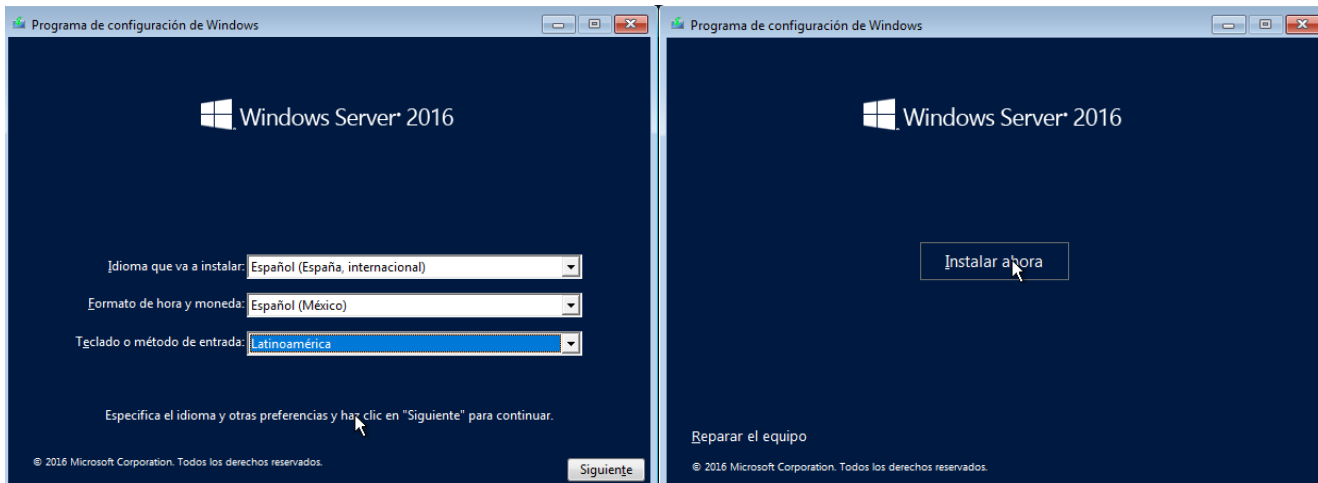 Programa de configuración de Windows
Windows Server 2016
Idioma que va a instalar: Español (España, internacional)
Formato de hora y moneda: Español (México)
Teclado o método de entrada: Latinoamérica
Especifica el idioma y otras preferencias y haz clic en "Siguiente" para continuar.
© 2016 Microsoft Corporation. Todos los derechos reservados.
Siguiente
Programa de configuración de Windows
Windows Server 2016
Instalar ahora
Reparar el equipo
© 2016 Microsoft Corporation. Todos los derechos reservados.